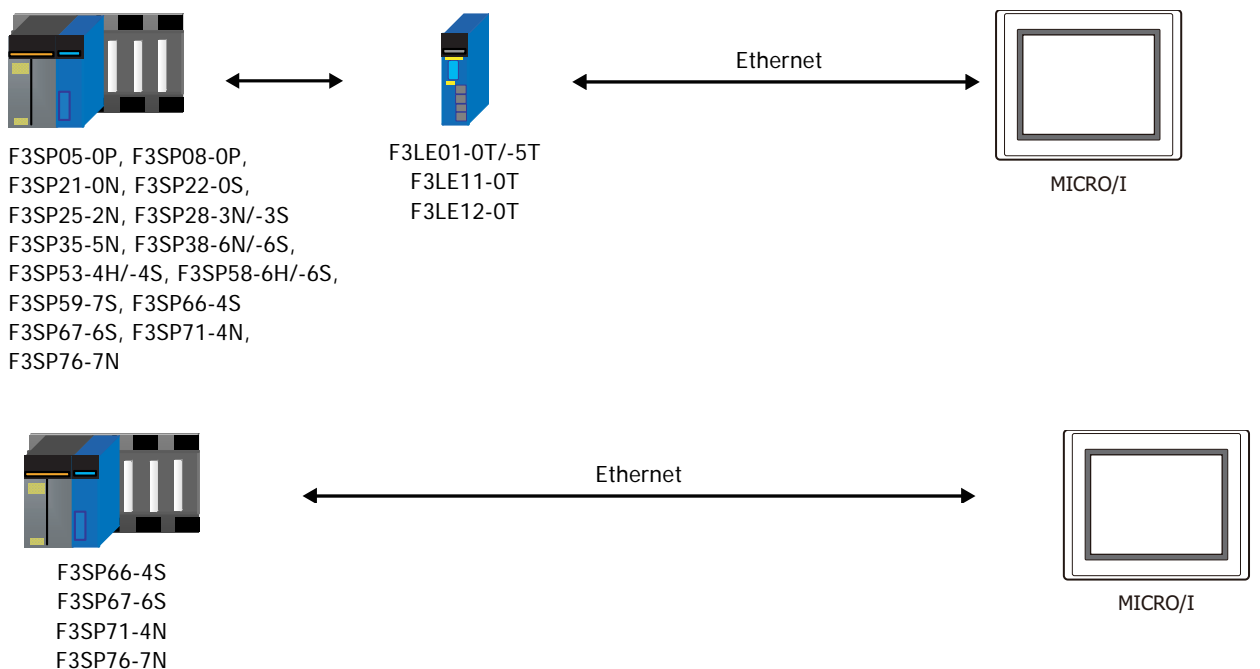 Ethernet
F3SP05-0P, F3SP08-0P,
F3SP21-0N, F3SP22-0S,
F3SP25-2N, F3SP28-3N/-3S
F3SP35-5N, F3SP38-6N/-6S,
F3SP53-4H/-4S, F3SP58-6H/-6S,
F3SP59-7S, F3SP66-4S
F3SP67-6S, F3SP71-4N,
F3SP76-7N
F3LE01-0T/-5T
F3LE11-0T
F3LE12-0T
MICRO/I
Ethernet
F3SP66-4S
F3SP67-6S
F3SP71-4N
F3SP76-7N
MICRO/I